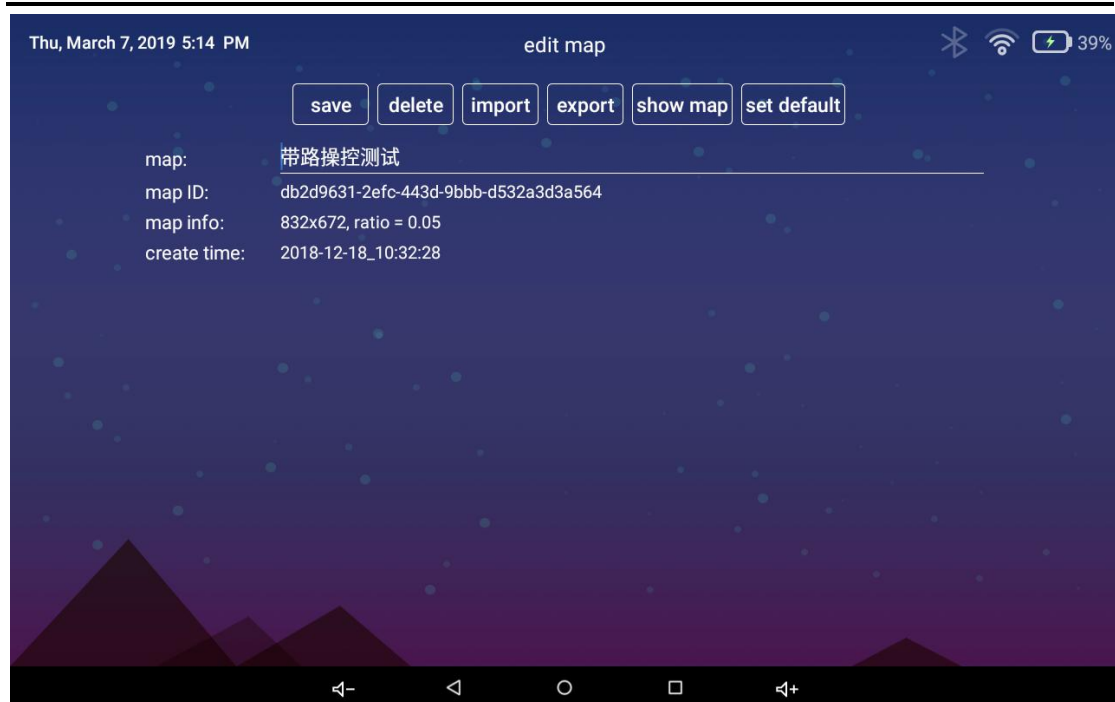 Thu, March 7, 2019 5:14 PM edit map 39%
save delete import export show map set default
map: 带路操控测试
map ID: db2d9631-2efc-443d-9bbb-d532a3d3a564
map info: 832x672, ratio = 0.05
create time: 2018-12-18_10:32:28